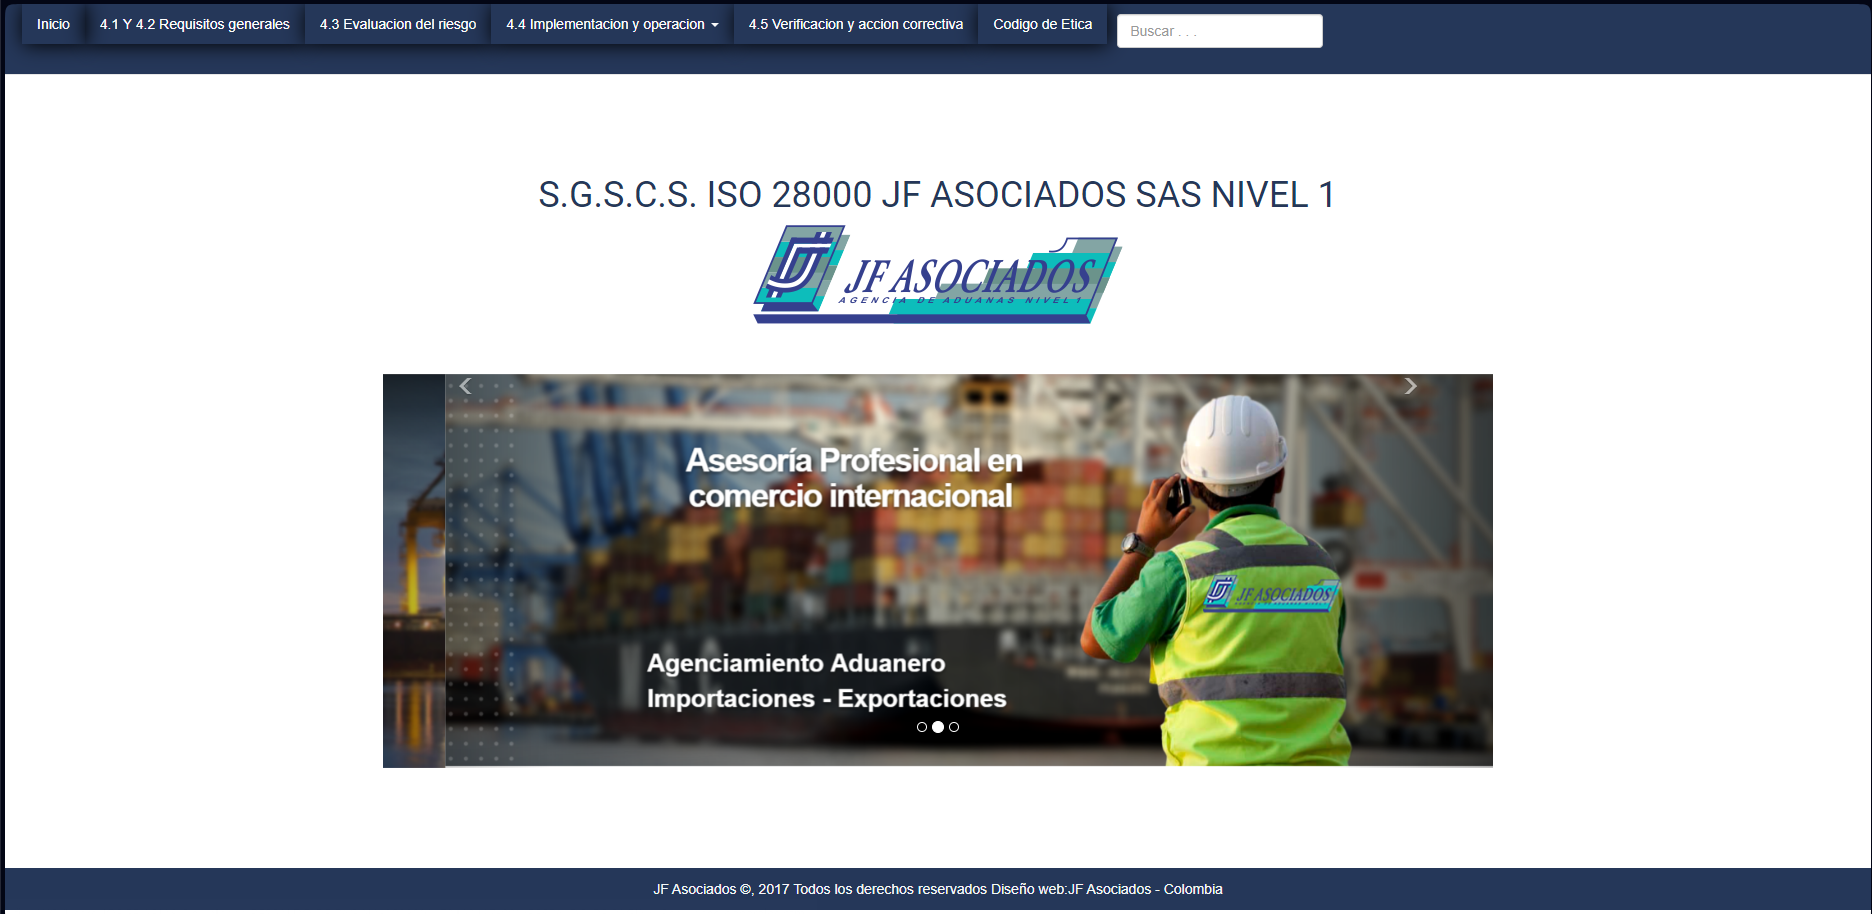 Inicio
4.1 Y 4.2 Requisitos generales
4.3 Evaluacion del riesgo
4.4 Implementacion y operacion
4.5 Verificacion y accion correctiva
Codigo de Etica
Buscar . . .
S.G.S.C.S. ISO 28000 JF ASOCIADOS SAS NIVEL 1
JF ASOCIADOS
AGENCIA DE ADUANAS NIVEL 1
Asesoría Profesional en
comercio internacional
JF ASOCIADOS
Agenciamiento Aduanero
Importaciones - Exportaciones
JF Asociados ©, 2017 Todos los derechos reservados Diseño web:JF Asociados - Colombia